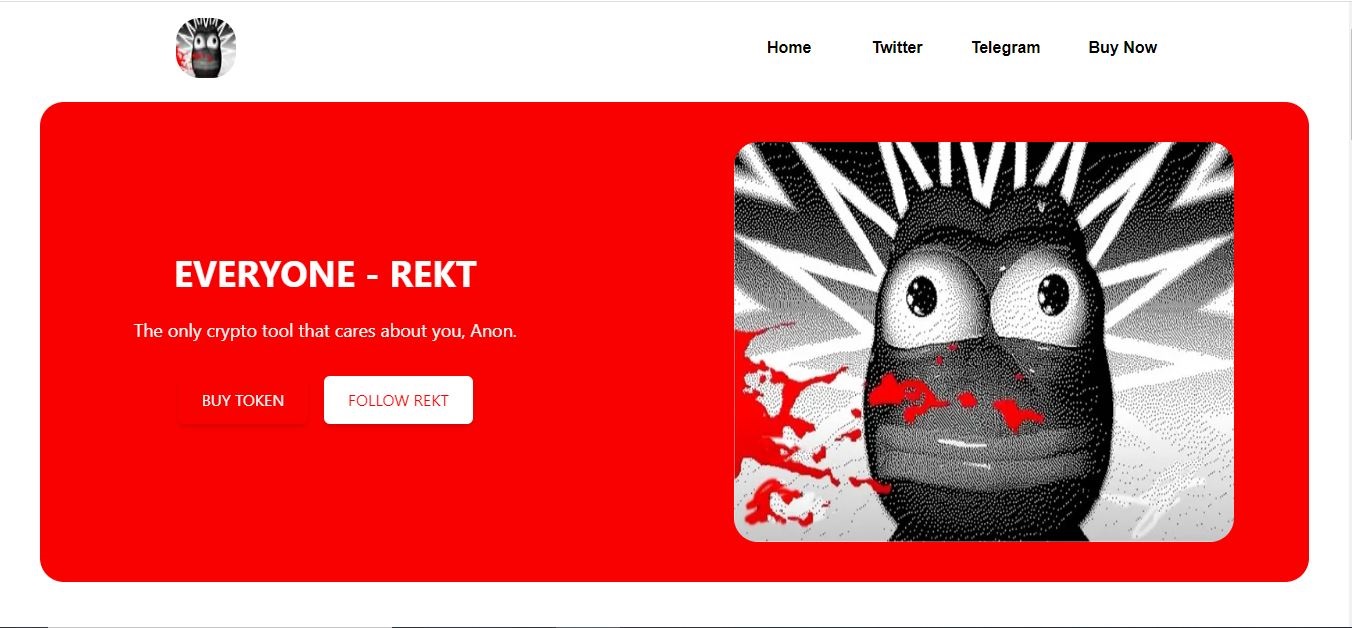 Home Twitter Telegram Buy Now
EVERYONE - REKT
The only crypto tool that cares about you, Anon.
BUY TOKEN FOLLOW REKT